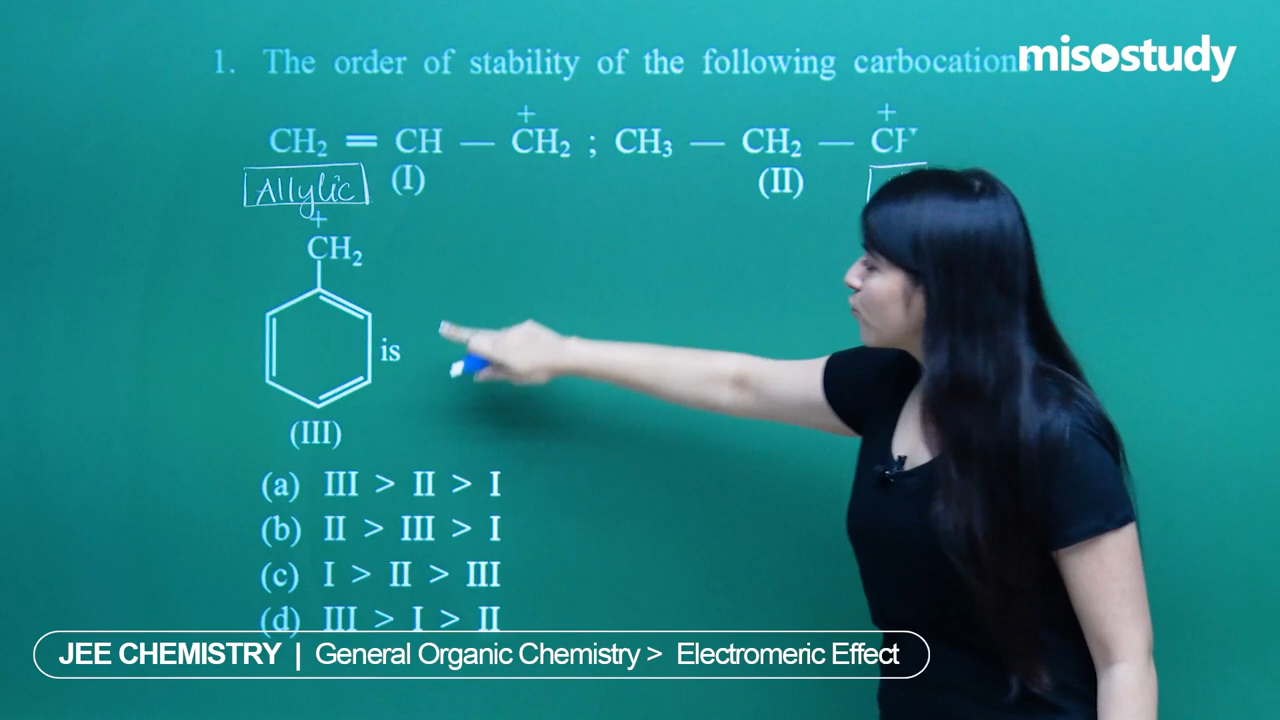 misostudy
1. The order of stability of the following carbocations
CH₂ = CH — C⁺H₂ ; CH₃ — CH₂ — C⁺
Allylic (I) (II)
+
CH₂
is
(III)
(a) III > II > I
(b) II > III > I
(c) I > II > III
(d) III > I > II
JEE CHEMISTRY | General Organic Chemistry > Electromeric Effect